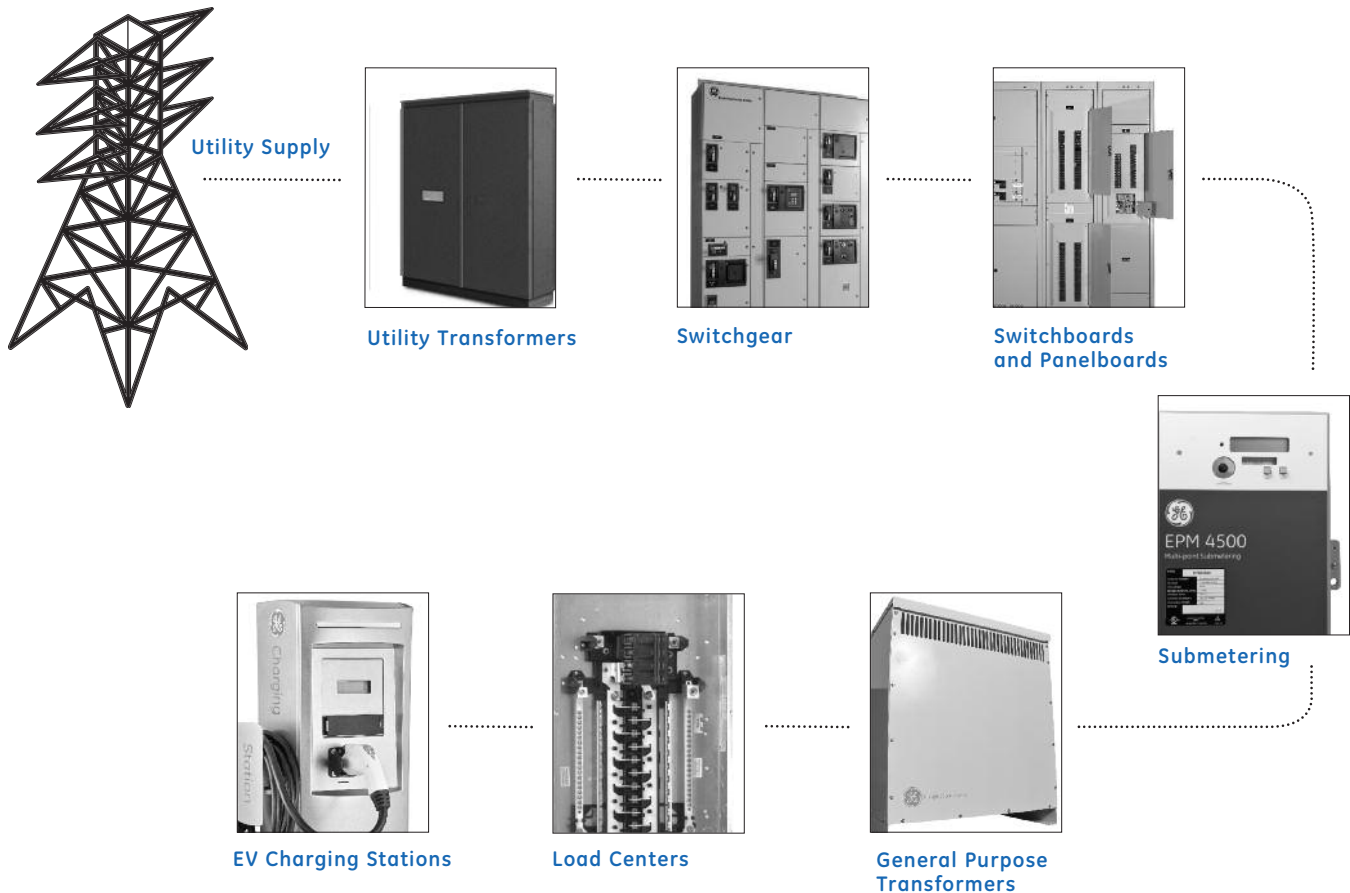 Utility Supply
Utility Transformers
Switchgear
Switchboards
and Panelboards
EPM 4500
Multi-point Submetering
Submetering
Charging
Station
EV Charging Stations
Load Centers
General Purpose
Transformers